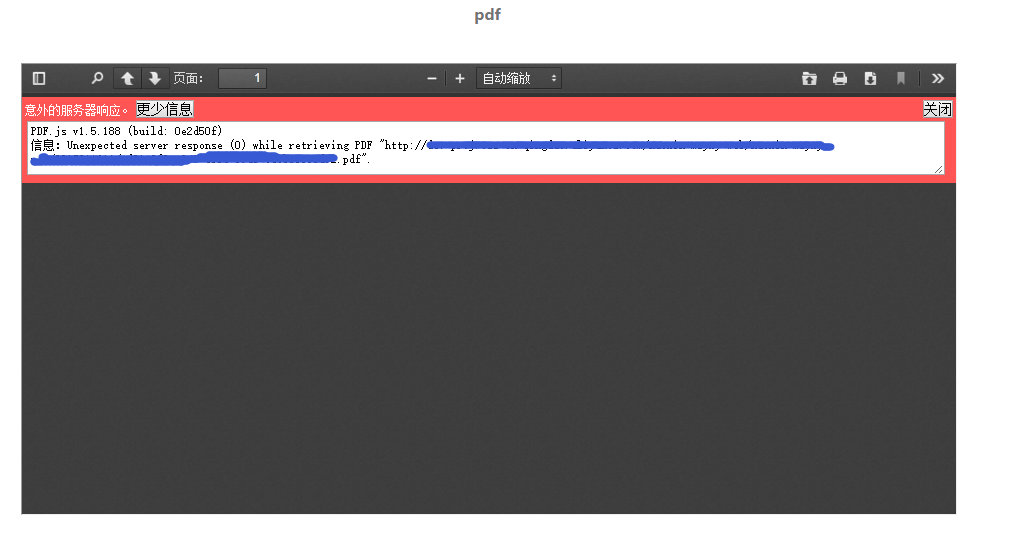 pdf
页面： 1 自动缩放
意外的服务器响应。 更少信息 关闭
PDF.js v1.5.188 (build: 0e2d50f)
信息：Unexpected server response (0) while retrieving PDF "http://
.pdf".